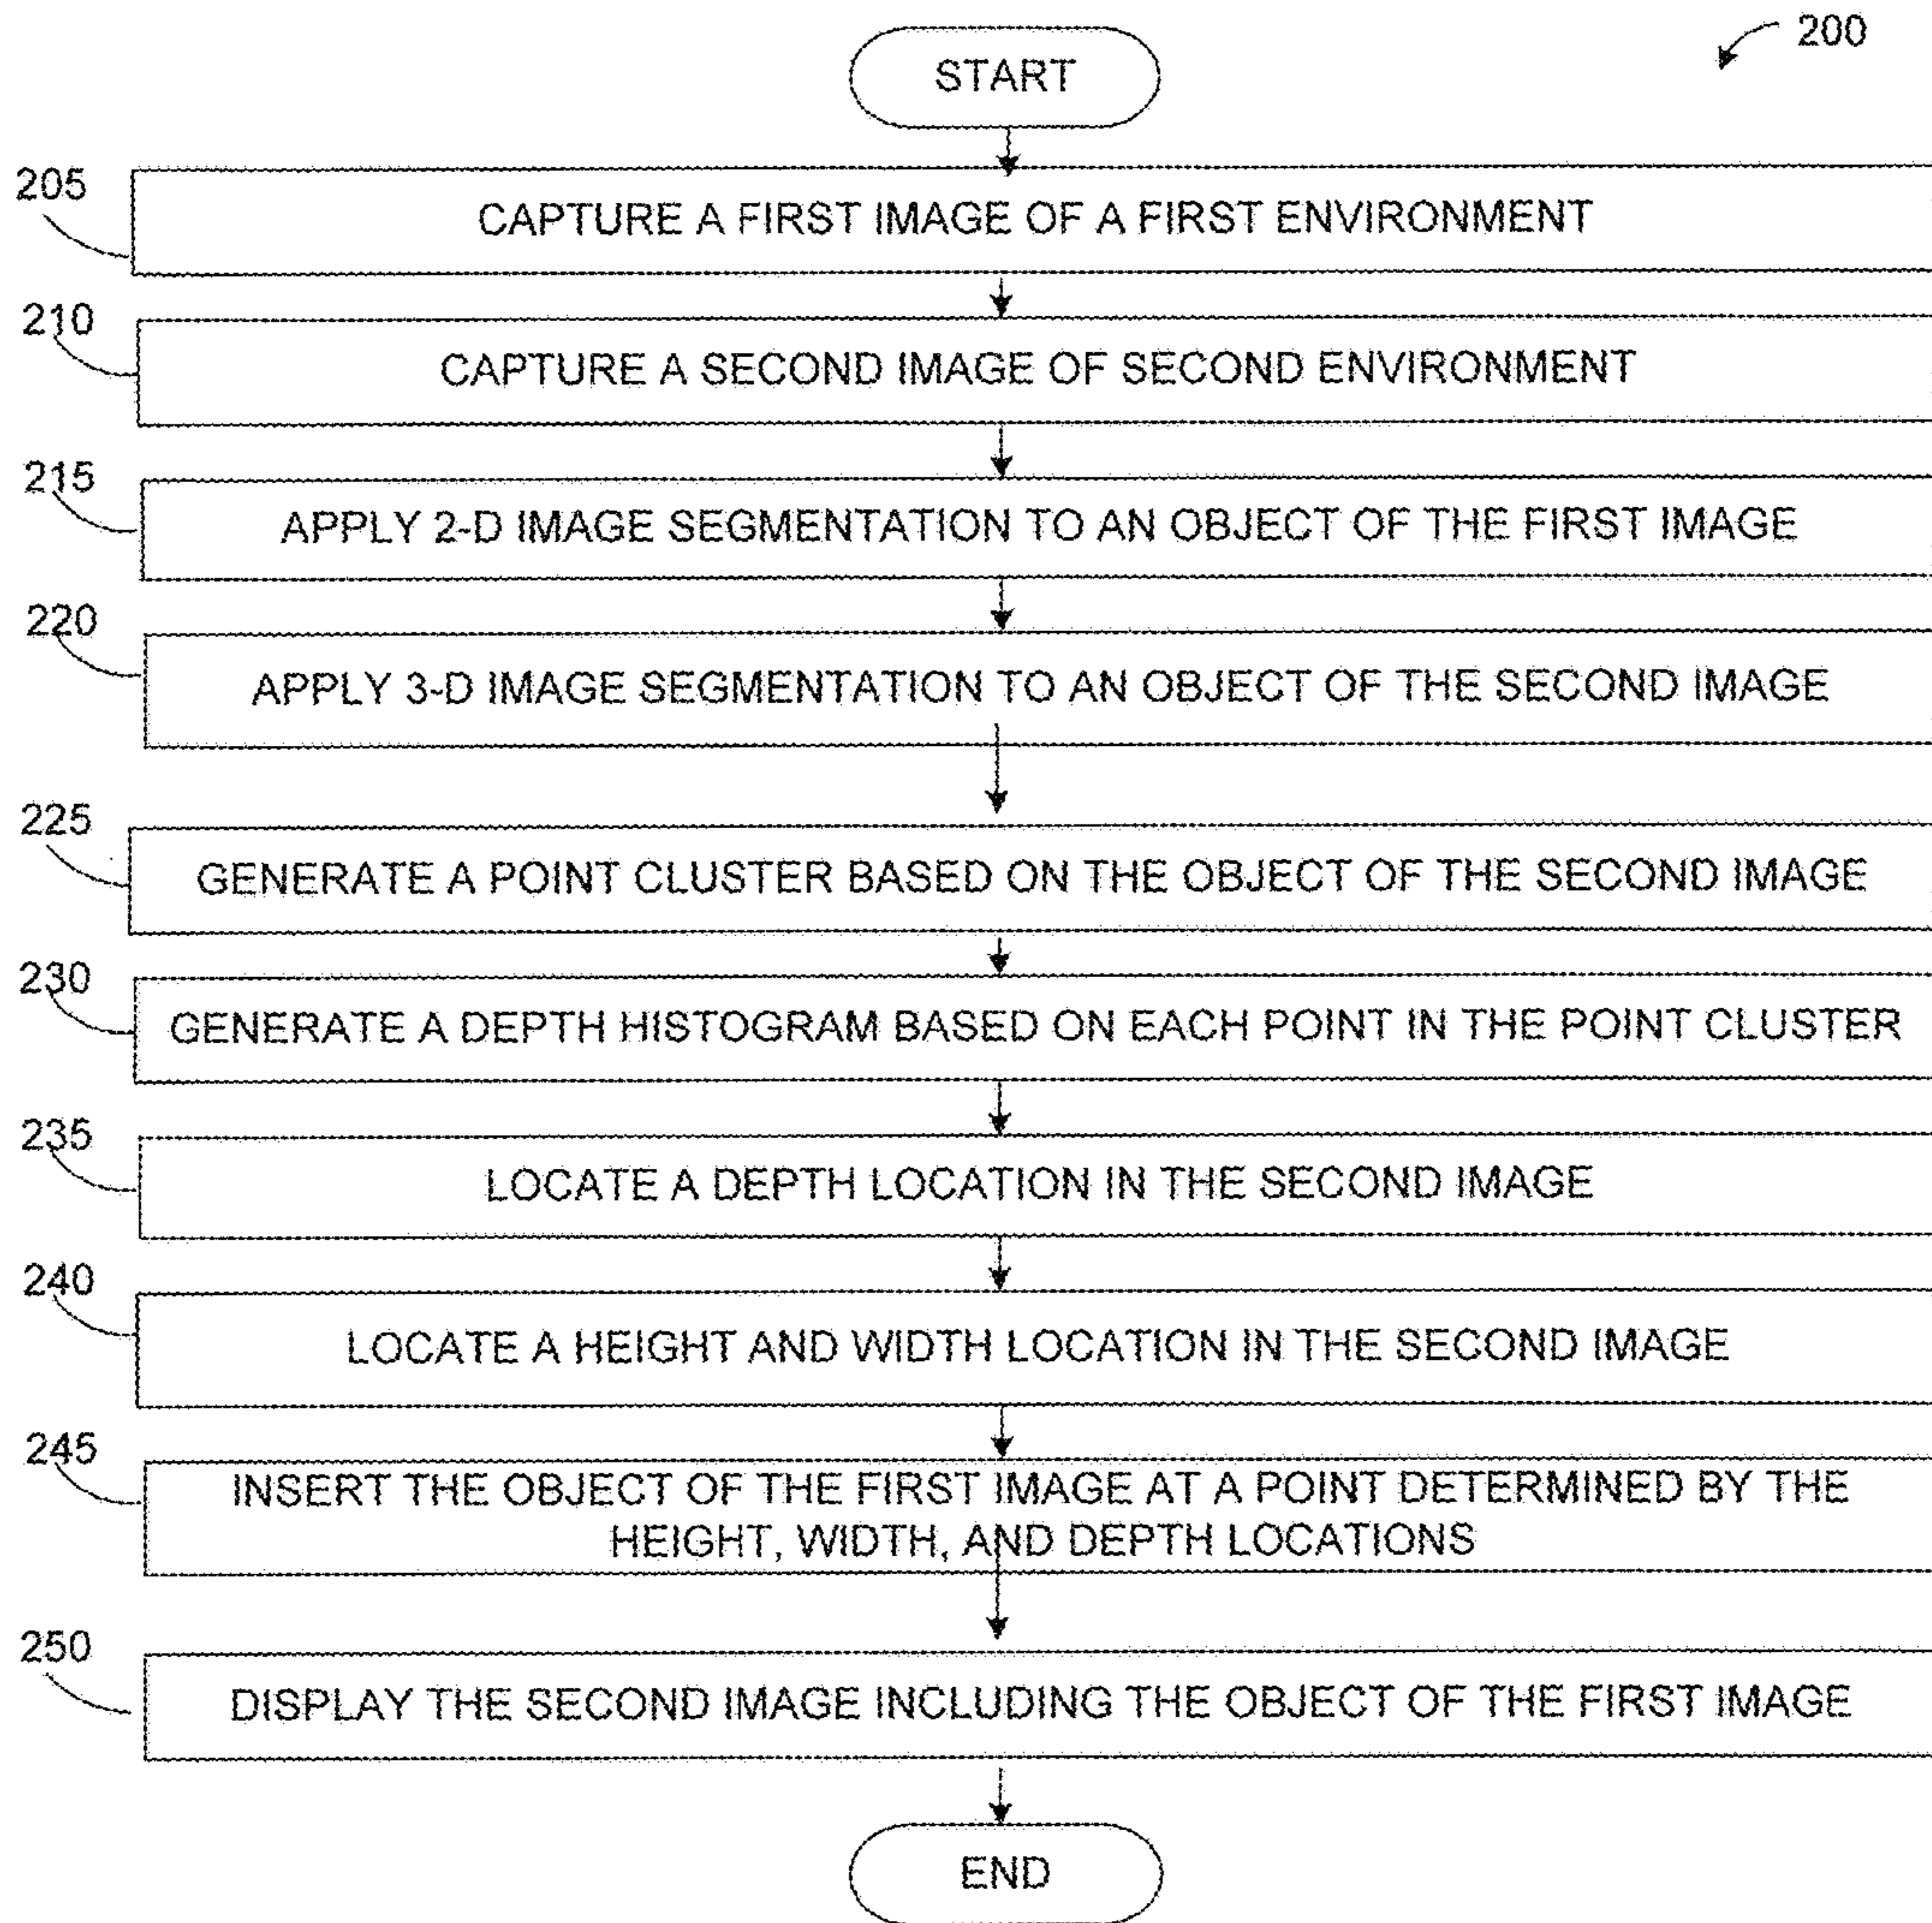 200
START
205
CAPTURE A FIRST IMAGE OF A FIRST ENVIRONMENT
210
CAPTURE A SECOND IMAGE OF SECOND ENVIRONMENT
215
APPLY 2-D IMAGE SEGMENTATION TO AN OBJECT OF THE FIRST IMAGE
220
APPLY 3-D IMAGE SEGMENTATION TO AN OBJECT OF THE SECOND IMAGE
225
GENERATE A POINT CLUSTER BASED ON THE OBJECT OF THE SECOND IMAGE
230
GENERATE A DEPTH HISTOGRAM BASED ON EACH POINT IN THE POINT CLUSTER
235
LOCATE A DEPTH LOCATION IN THE SECOND IMAGE
240
LOCATE A HEIGHT AND WIDTH LOCATION IN THE SECOND IMAGE
245
INSERT THE OBJECT OF THE FIRST IMAGE AT A POINT DETERMINED BY THE
HEIGHT, WIDTH, AND DEPTH LOCATIONS
250
DISPLAY THE SECOND IMAGE INCLUDING THE OBJECT OF THE FIRST IMAGE
END